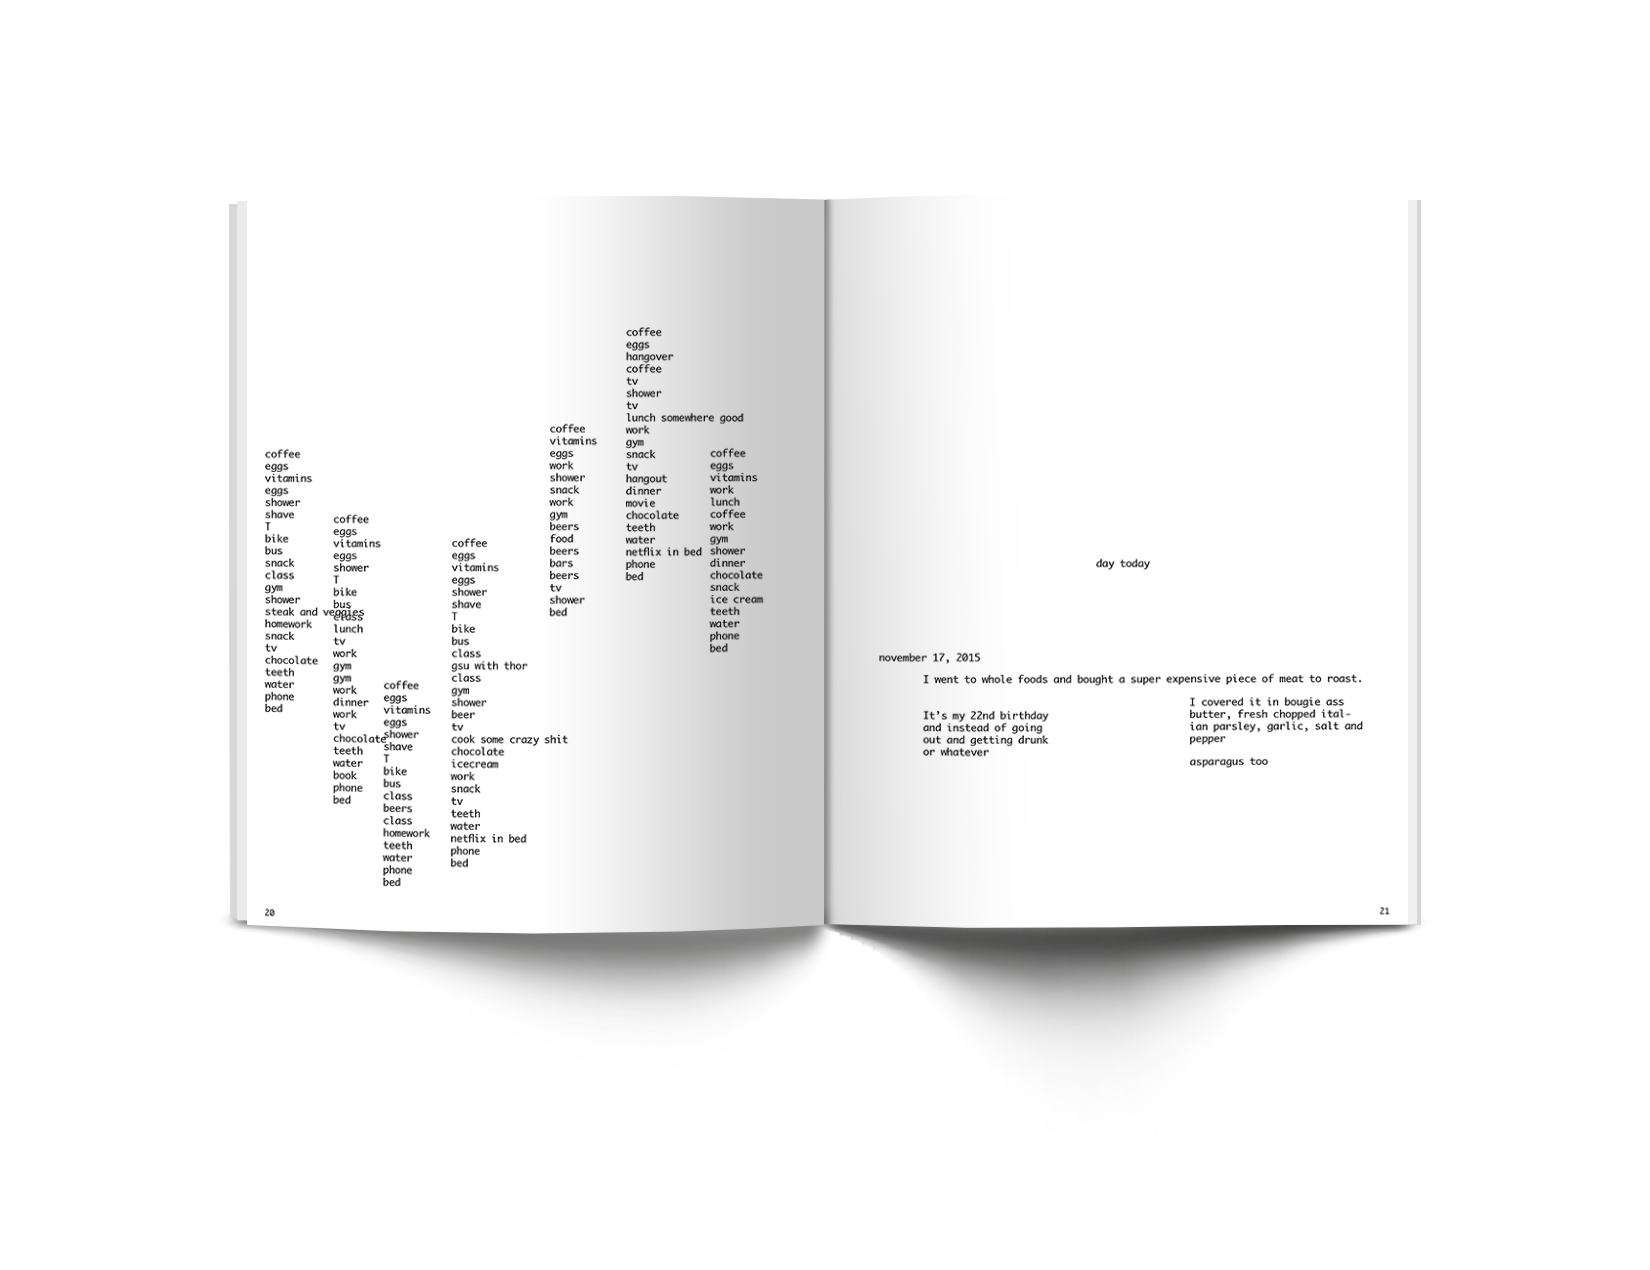 coffee
eggs
vitamins
eggs
shower
shave
T
bike
bus
snack
class
gym
shower
steak and veggies
homework
snack
tv
chocolate
teeth
water
phone
bed
coffee
eggs
vitamins
eggs
shower
T
bike
bus
class
lunch
tv
work
gym
gym
work
dinner
work
tv
chocolate
teeth
water
book
phone
bed
coffee
eggs
vitamins
eggs
shower
shave
T
bike
bus
class
beers
class
homework
teeth
water
phone
bed
coffee
eggs
vitamins
eggs
shower
shave
T
bike
bus
class
gsu with thor
class
gym
shower
beer
tv
cook some crazy shit
chocolate
icecream
work
snack
tv
teeth
water
netflix in bed
phone
bed
coffee
vitamins
eggs
work
shower
snack
work
gym
beers
food
beers
bars
beers
tv
shower
bed
coffee
eggs
hangover
coffee
tv
shower
tv
lunch somewhere good
work
gym
snack
tv
hangout
dinner
movie
chocolate
teeth
water
netflix in bed
phone
bed
coffee
eggs
vitamins
work
lunch
coffee
work
gym
shower
dinner
chocolate
snack
ice cream
teeth
water
phone
bed
20
day today
november 17, 2015
I went to whole foods and bought a super expensive piece of meat to roast.
It's my 22nd birthday
and instead of going
out and getting drunk
or whatever
I covered it in bougie ass
butter, fresh chopped ital-
ian parsley, garlic, salt and
pepper
asparagus too
21